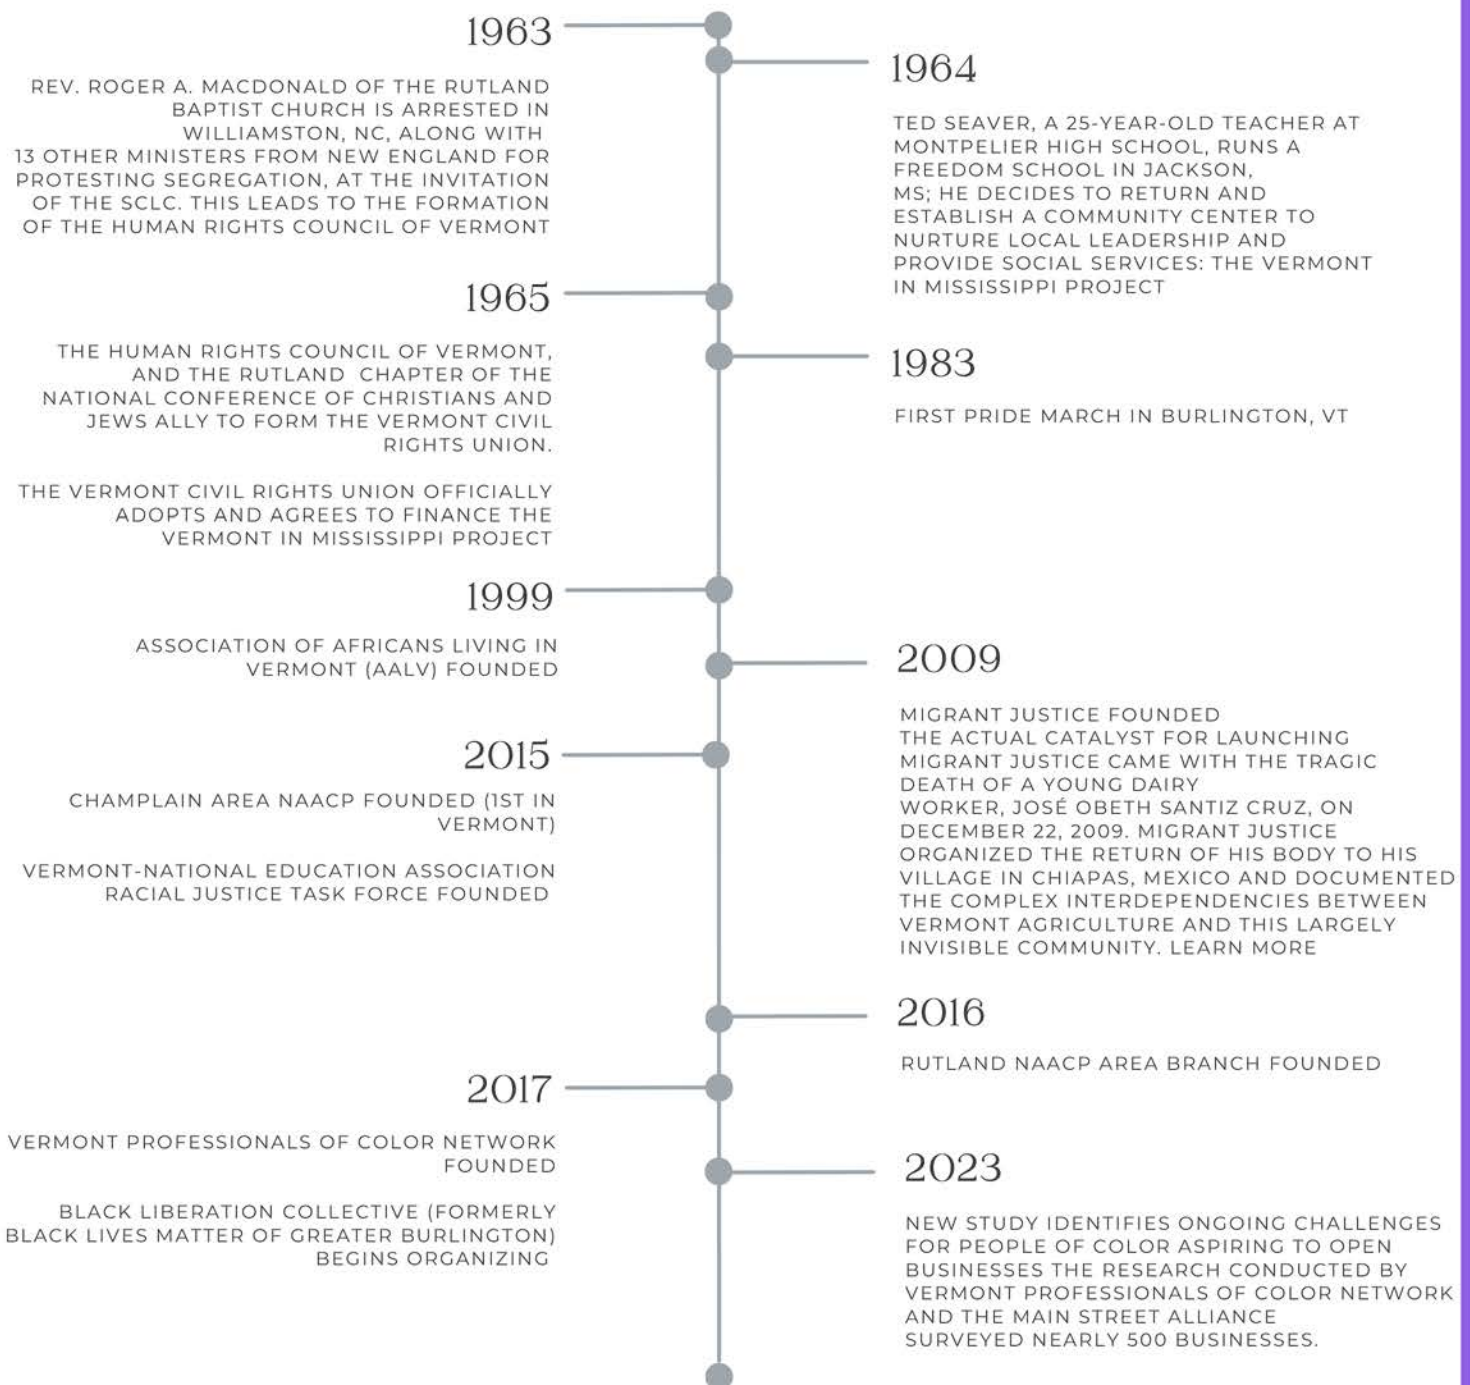 1963
REV. ROGER A. MACDONALD OF THE RUTLAND
BAPTIST CHURCH IS ARRESTED IN
WILLIAMSTON, NC, ALONG WITH
13 OTHER MINISTERS FROM NEW ENGLAND FOR
PROTESTING SEGREGATION, AT THE INVITATION
OF THE SCLC. THIS LEADS TO THE FORMATION
OF THE HUMAN RIGHTS COUNCIL OF VERMONT
1964
TED SEAVER, A 25-YEAR-OLD TEACHER AT
MONTPELIER HIGH SCHOOL, RUNS A
FREEDOM SCHOOL IN JACKSON,
MS; HE DECIDES TO RETURN AND
ESTABLISH A COMMUNITY CENTER TO
NURTURE LOCAL LEADERSHIP AND
PROVIDE SOCIAL SERVICES: THE VERMONT
IN MISSISSIPPI PROJECT
1965
THE HUMAN RIGHTS COUNCIL OF VERMONT,
AND THE RUTLAND CHAPTER OF THE
NATIONAL CONFERENCE OF CHRISTIANS AND
JEWS ALLY TO FORM THE VERMONT CIVIL
RIGHTS UNION.
THE VERMONT CIVIL RIGHTS UNION OFFICIALLY
ADOPTS AND AGREES TO FINANCE THE
VERMONT IN MISSISSIPPI PROJECT
1983
FIRST PRIDE MARCH IN BURLINGTON, VT
1999
ASSOCIATION OF AFRICANS LIVING IN
VERMONT (AALV) FOUNDED
2009
MIGRANT JUSTICE FOUNDED
THE ACTUAL CATALYST FOR LAUNCHING
MIGRANT JUSTICE CAME WITH THE TRAGIC
DEATH OF A YOUNG DAIRY
WORKER, JOSÉ OBETH SANTIZ CRUZ, ON
DECEMBER 22, 2009. MIGRANT JUSTICE
ORGANIZED THE RETURN OF HIS BODY TO HIS
VILLAGE IN CHIAPAS, MEXICO AND DOCUMENTED
THE COMPLEX INTERDEPENDENCIES BETWEEN
VERMONT AGRICULTURE AND THIS LARGELY
INVISIBLE COMMUNITY. LEARN MORE
2015
CHAMPLAIN AREA NAACP FOUNDED (1ST IN
VERMONT)
VERMONT-NATIONAL EDUCATION ASSOCIATION
RACIAL JUSTICE TASK FORCE FOUNDED
2016
RUTLAND NAACP AREA BRANCH FOUNDED
2017
VERMONT PROFESSIONALS OF COLOR NETWORK
FOUNDED
BLACK LIBERATION COLLECTIVE (FORMERLY
BLACK LIVES MATTER OF GREATER BURLINGTON)
BEGINS ORGANIZING
2023
NEW STUDY IDENTIFIES ONGOING CHALLENGES
FOR PEOPLE OF COLOR ASPIRING TO OPEN
BUSINESSES THE RESEARCH CONDUCTED BY
VERMONT PROFESSIONALS OF COLOR NETWORK
AND THE MAIN STREET ALLIANCE
SURVEYED NEARLY 500 BUSINESSES.